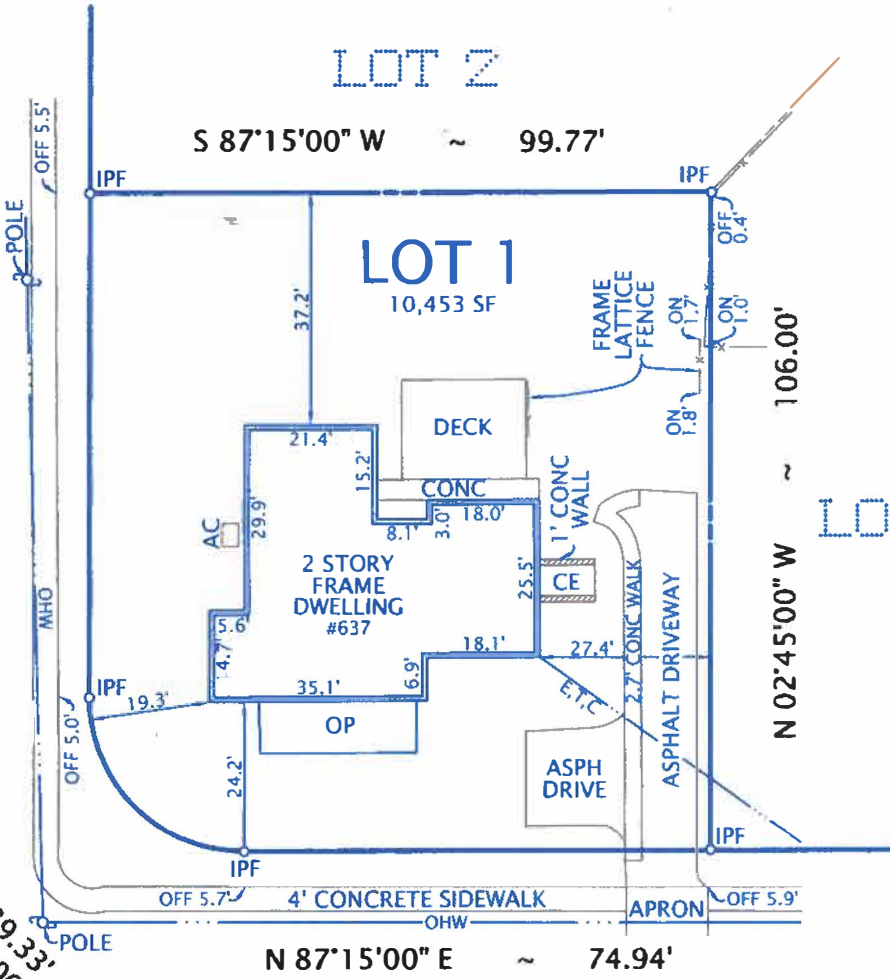 LOT 2
S 87°15'00" W ~ 99.77'
OFF 5.5'
IPF
IPF
POLE
OFF
0.4'
LOT 1
10,453 SF
37.2'
FRAME
LATTICE
FENCE
ON
1.7'
ON
1.0'
ON
1.8'
N 02°45'00" W ~ 106.00'
DECK
21.4'
15.2'
CONC
8.1'
3.0'
18.0'
1' CONC
WALL
LO
AC
29.9'
2 STORY
FRAME
DWELLING
#637
25.5'
CE
5.6'
4.7'
18.1'
6.9'
27.4'
2.7' CONC WALK
ASPHALT DRIVEWAY
E,T,C
OHW
IPF
19.3'
35.1'
OP
OFF 5.0'
24.2'
ASPH
DRIVE
IPF
IPF
OFF 5.7'
4' CONCRETE SIDEWALK
APRON
OFF 5.9'
OHW
POLE
9.33'
N 87°15'00" E ~ 74.94'